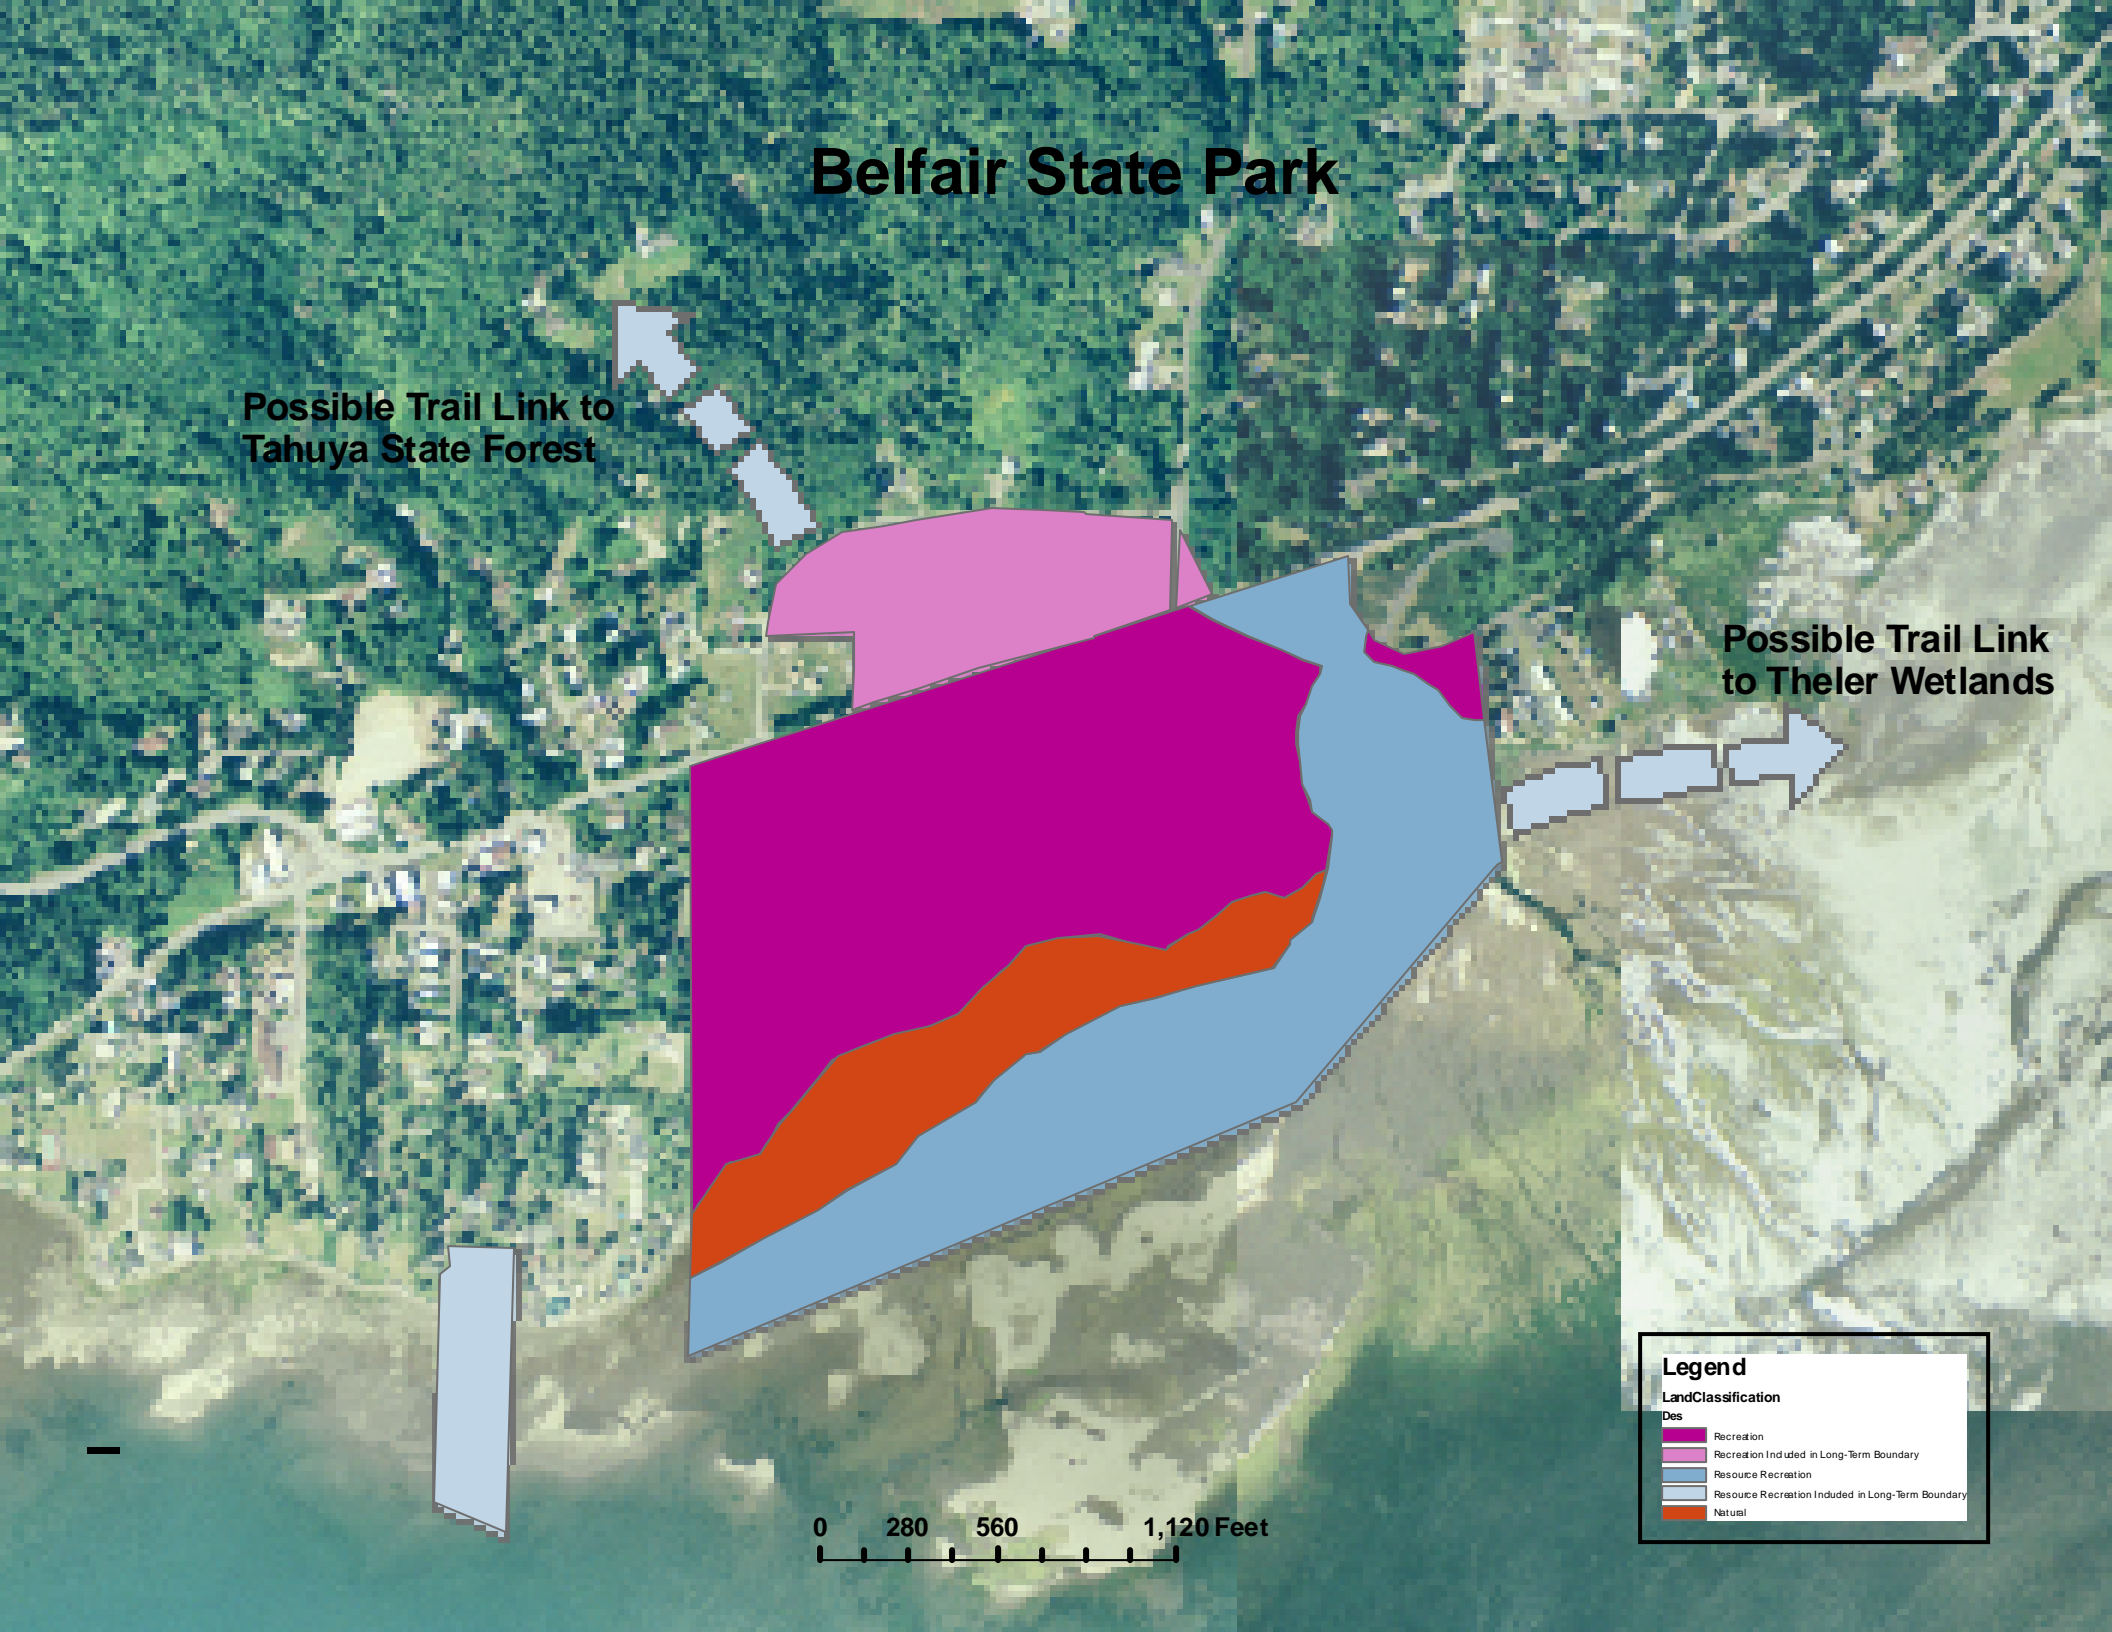 Belfair State Park
Possible Trail Link to
Tahuya State Forest
Possible Trail Link
to Theler Wetlands
Legend
LandClassification
Des
Recreation
Recreation Included in Long-Term Boundary
Resource Recreation
Resource Recreation Included in Long-Term Boundary
Natural
0 280 560 1,120 Feet